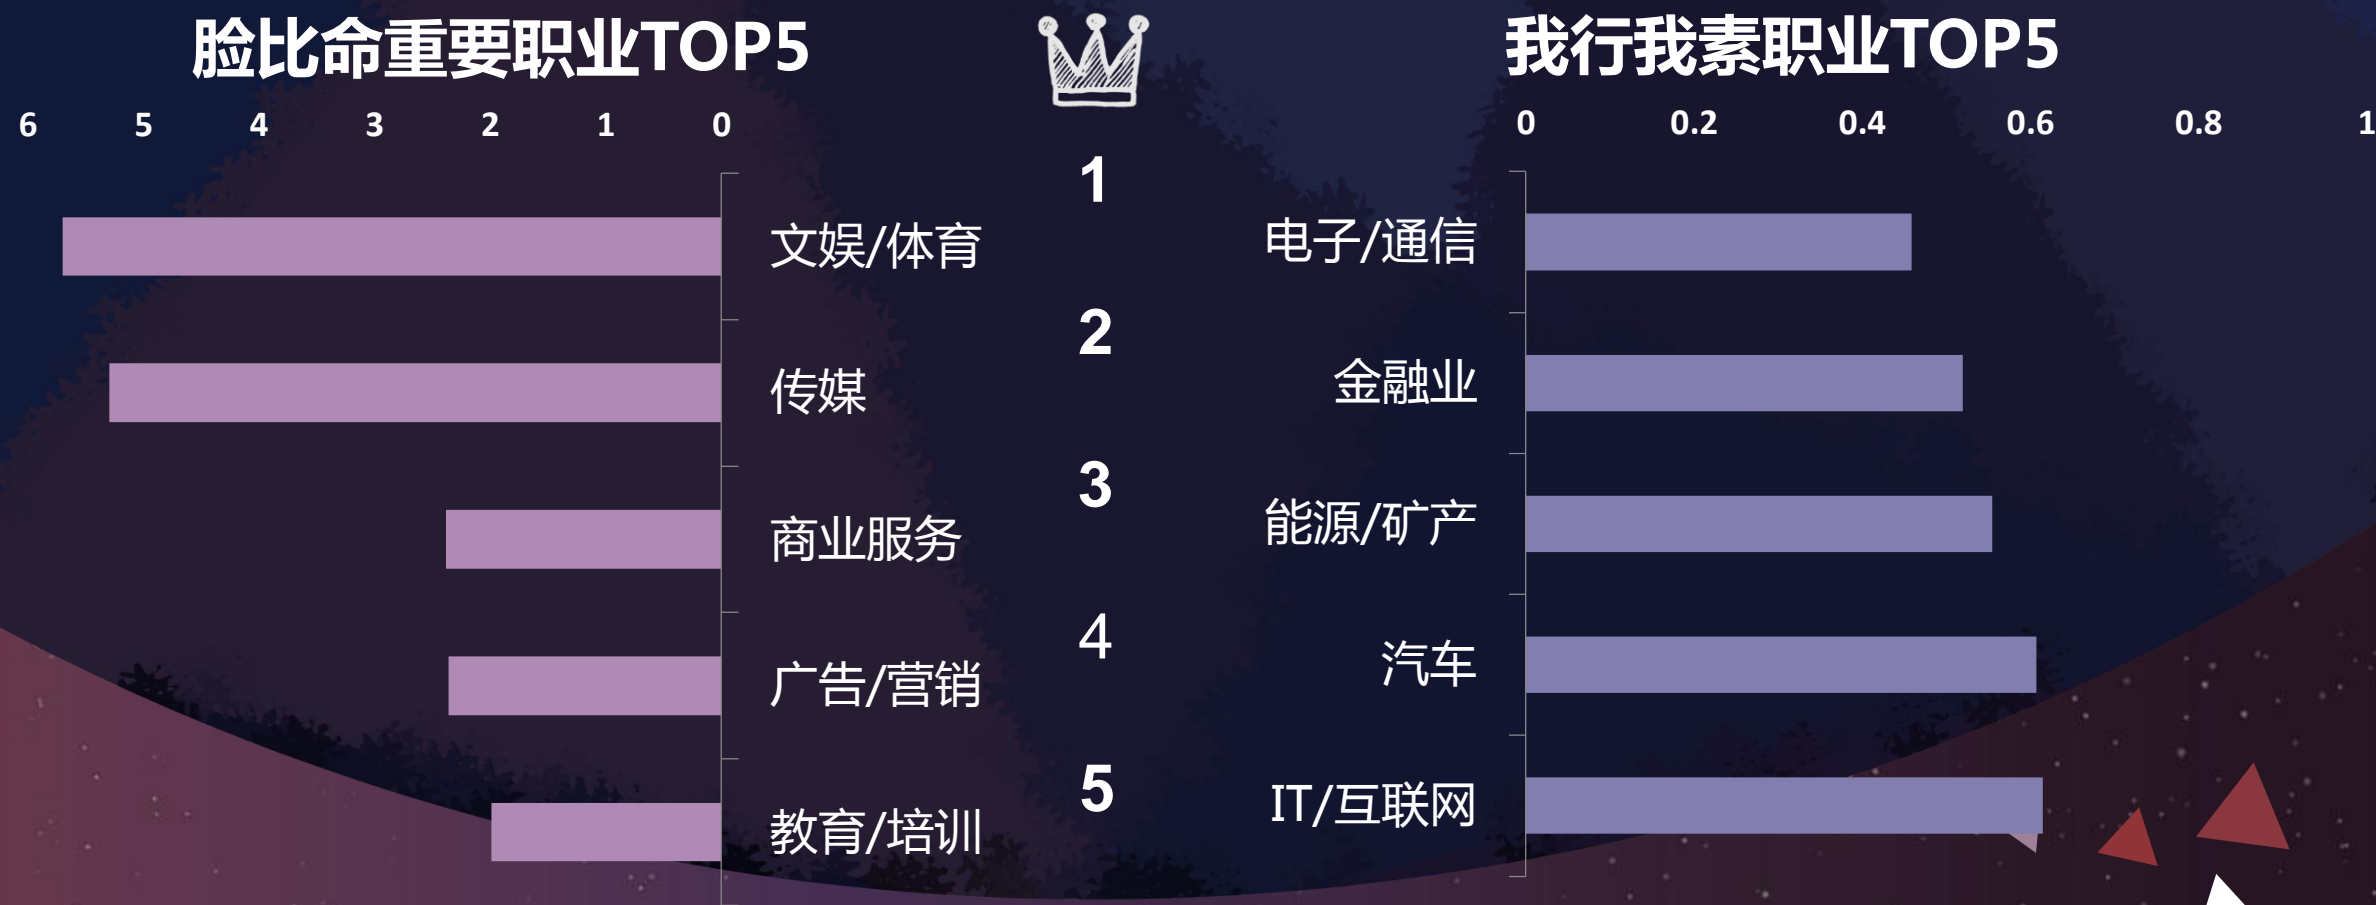 脸比命重要职业TOP5
我行我素职业TOP5
6 5 4 3 2 1 0
0 0.2 0.4 0.6 0.8 1
1
文娱/体育
电子/通信
2
传媒
金融业
3
商业服务
能源/矿产
4
广告/营销
汽车
5
教育/培训
IT/互联网